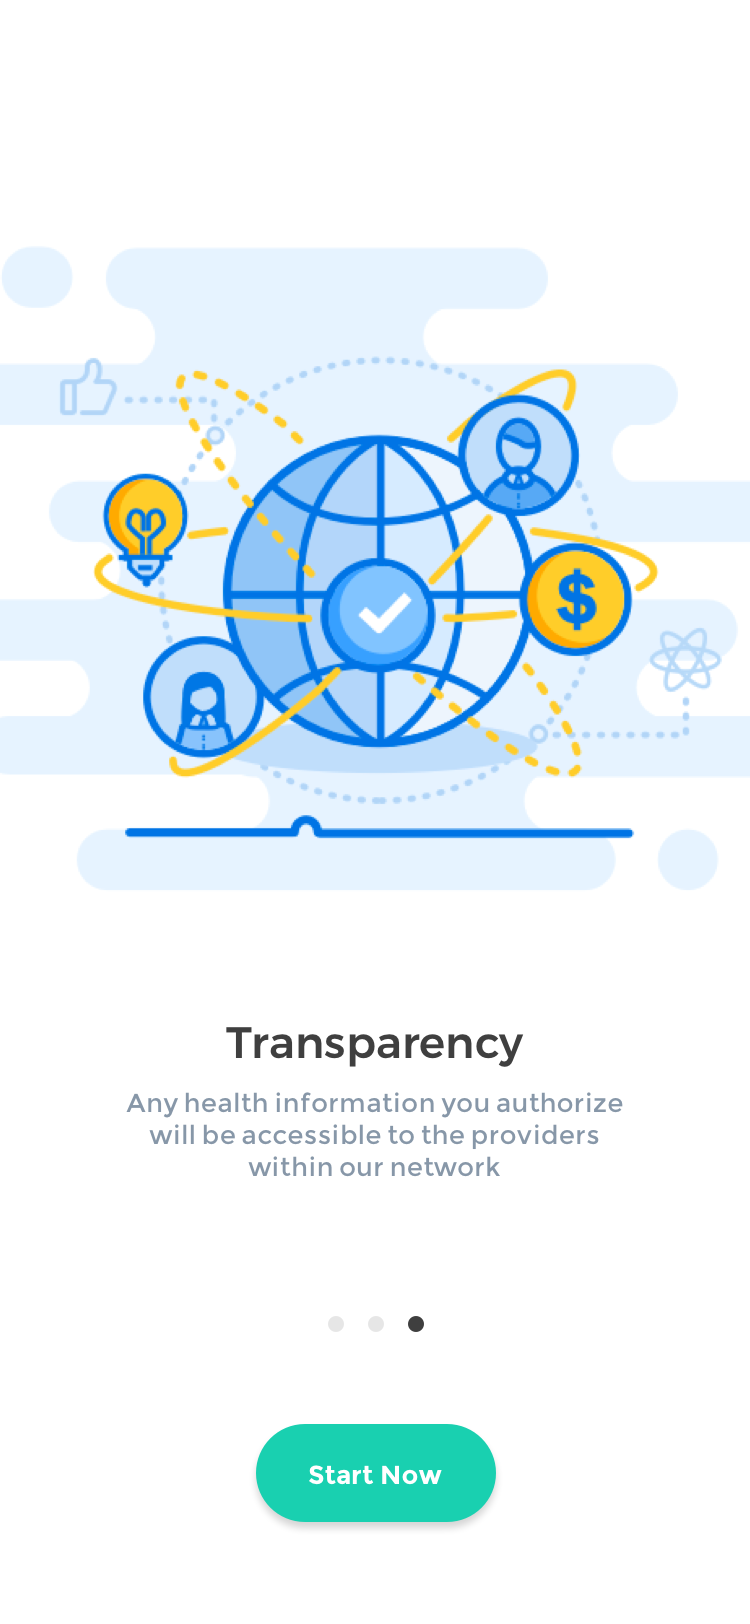 $
Transparency
Any health information you authorize
will be accessible to the providers
within our network
Start Now